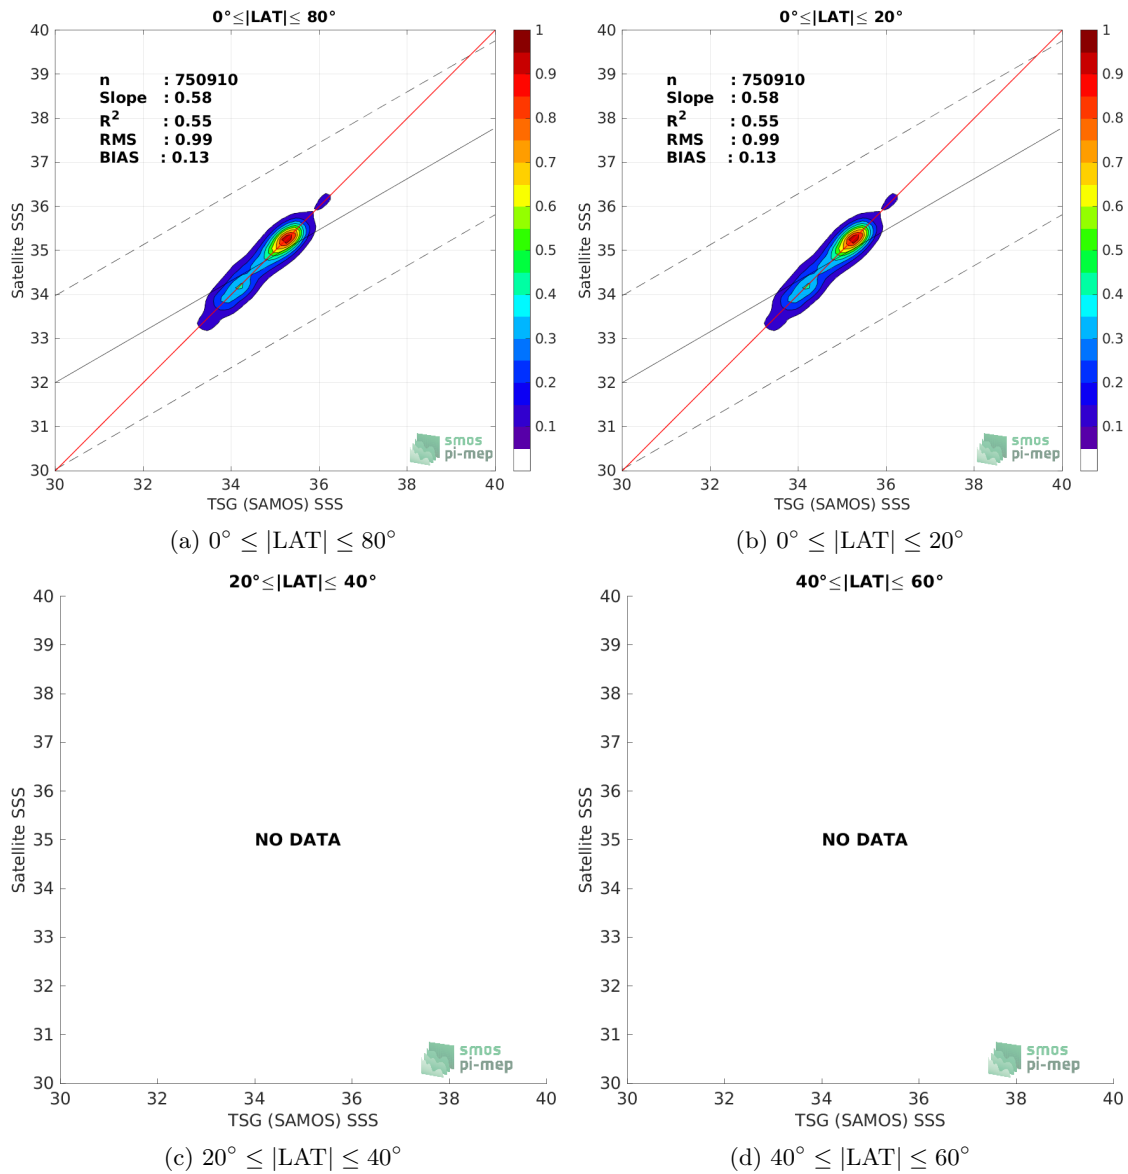 0°≤|LAT|≤ 80°
40
39
38
37
36
35
34
33
32
31
30
Satellite SSS
n : 750910
Slope : 0.58
R2 : 0.55
RMS : 0.99
BIAS : 0.13
smos
pi-mep
30 32 34 36 38 40
TSG (SAMOS) SSS
1
0.9
0.8
0.7
0.6
0.5
0.4
0.3
0.2
0.1
(a) 0° ≤ |LAT| ≤ 80°
0°≤|LAT|≤ 20°
40
39
38
37
36
35
34
33
32
31
30
Satellite SSS
n : 750910
Slope : 0.58
R2 : 0.55
RMS : 0.99
BIAS : 0.13
smos
pi-mep
30 32 34 36 38 40
TSG (SAMOS) SSS
1
0.9
0.8
0.7
0.6
0.5
0.4
0.3
0.2
0.1
(b) 0° ≤ |LAT| ≤ 20°
20°≤|LAT|≤ 40°
40
39
38
37
36
35
34
33
32
31
30
Satellite SSS
NO DATA
smos
pi-mep
30 32 34 36 38 40
TSG (SAMOS) SSS
(c) 20° ≤ |LAT| ≤ 40°
40°≤|LAT|≤ 60°
40
39
38
37
36
35
34
33
32
31
30
Satellite SSS
NO DATA
smos
pi-mep
30 32 34 36 38 40
TSG (SAMOS) SSS
(d) 40° ≤ |LAT| ≤ 60°